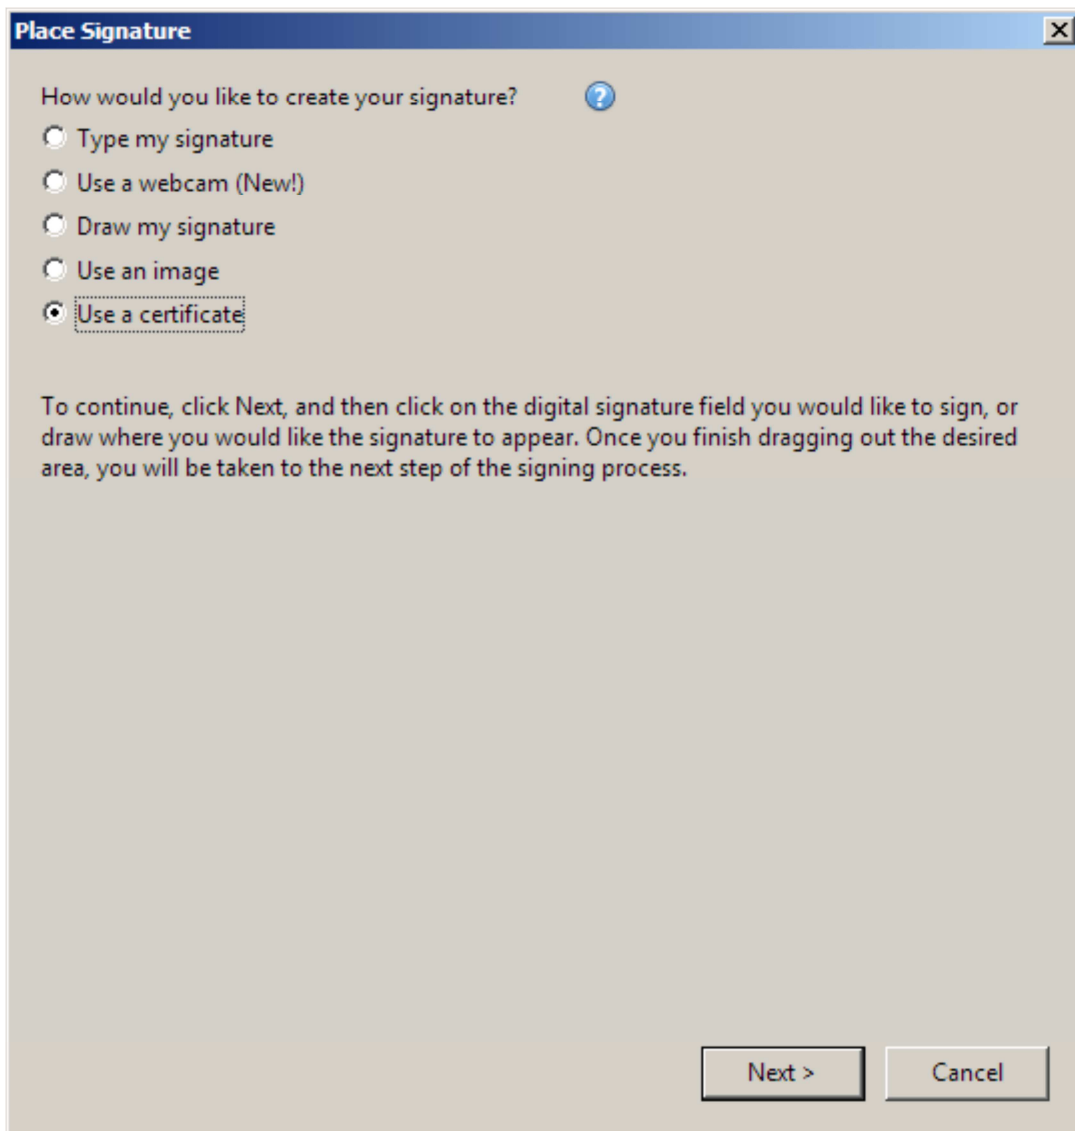 Place Signature
How would you like to create your signature?
Type my signature
Use a webcam (New!)
Draw my signature
Use an image
Use a certificate
To continue, click Next, and then click on the digital signature field you would like to sign, or
draw where you would like the signature to appear. Once you finish dragging out the desired
area, you will be taken to the next step of the signing process.
Next >
Cancel